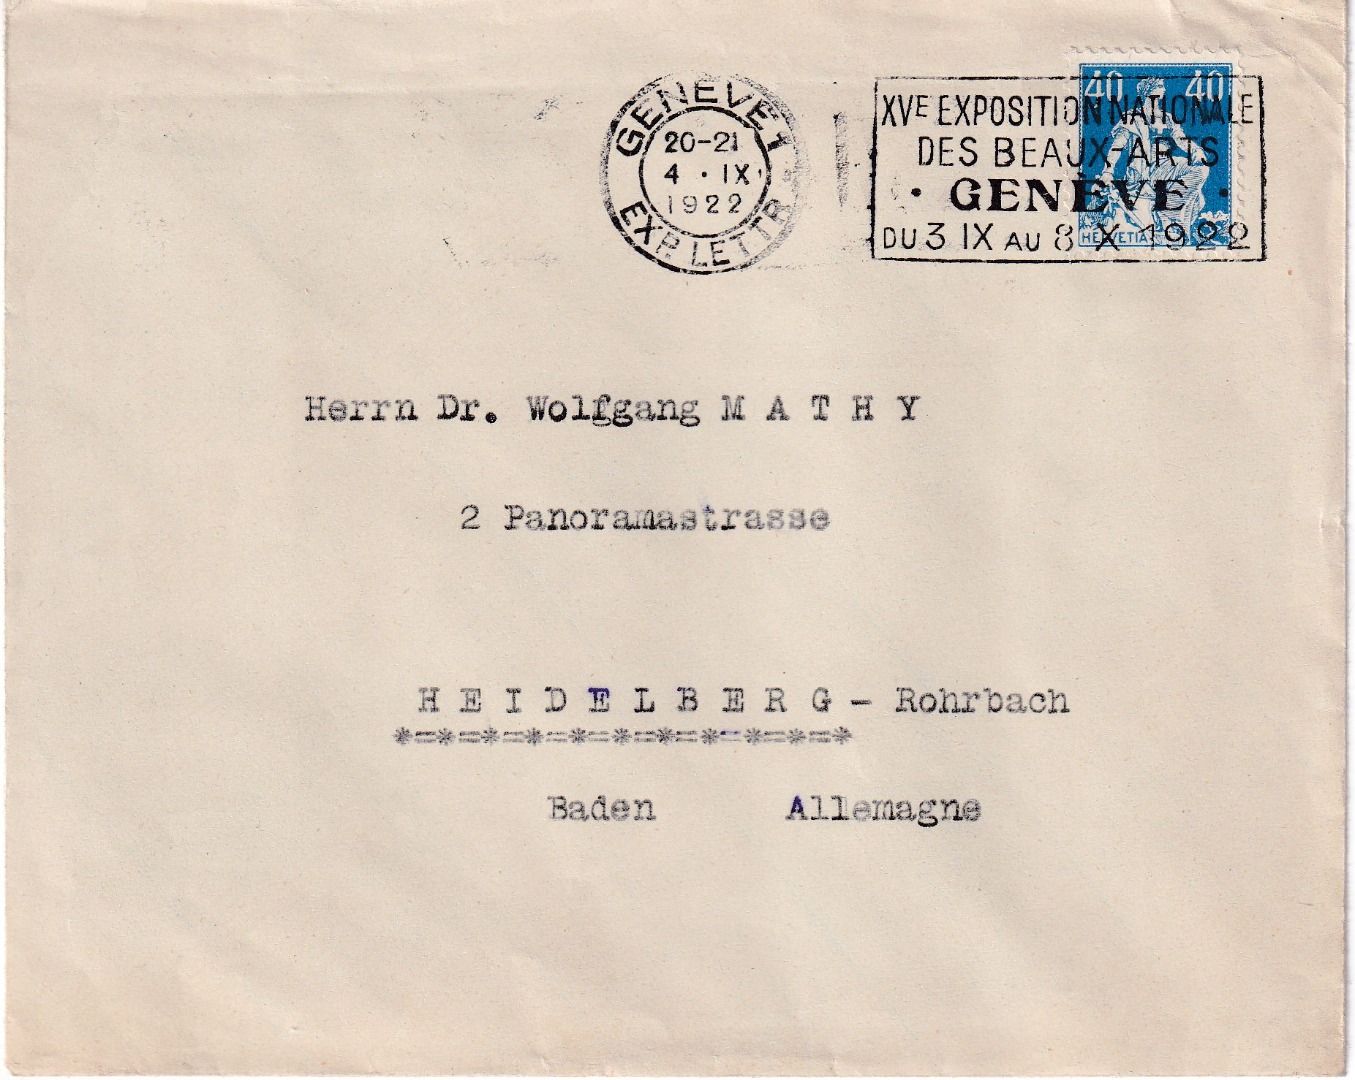 GENÈVE 1
20-21
4 · IX
1922
EXP. LETTR
40 40
HELVETIA
XVE EXPOSITION NATIONALE
DES BEAUX-ARTS
· GENÈVE ·
DU 3 IX AU 8 X 1922
Herrn Dr. Wolfgang M A T H Y
2 Panoramastrasse
H E I D E L B E R G - Rohrbach
*=*=*=*=*=*=*=*=*=*=*
Baden Allemagne